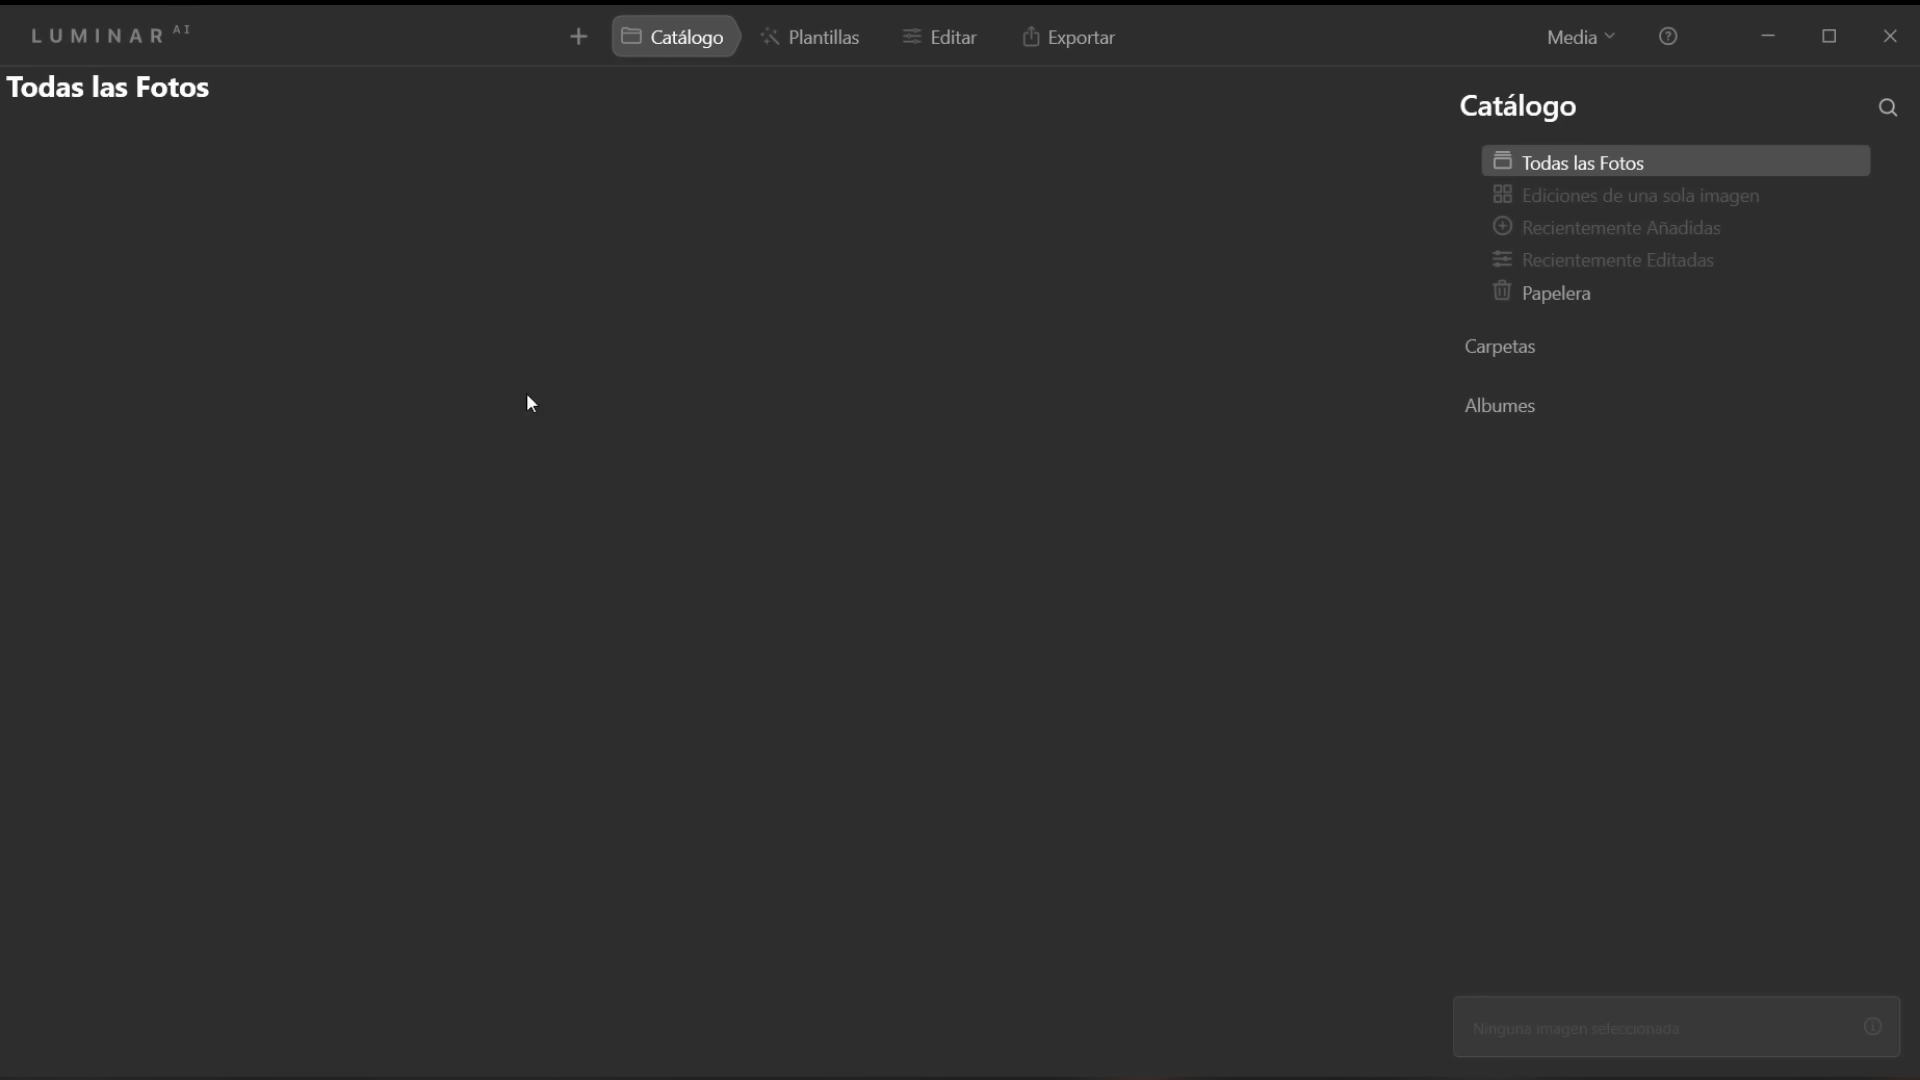 LUMINAR AI
Catálogo
Plantillas
Editar
Exportar
Media
Todas las Fotos
Catálogo
Todas las Fotos
Ediciones de una sola imagen
Recientemente Añadidas
Recientemente Editadas
Papelera
Carpetas
Albumes
Ninguna imagen seleccionada